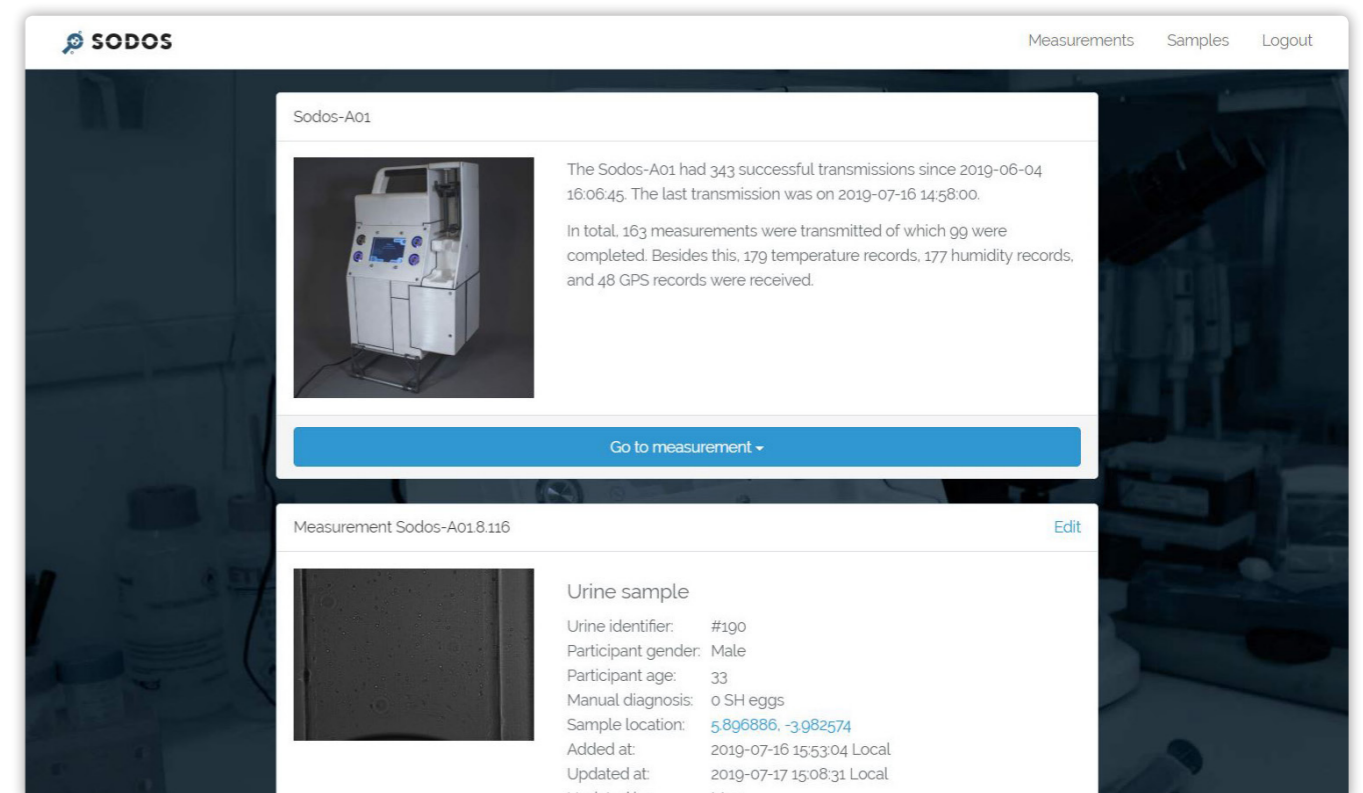 SODOS
Measurements Samples Logout
Sodos-A01
The Sodos-A01 had 343 successful transmissions since 2019-06-04
16:06:45. The last transmission was on 2019-07-16 14:58:00.
In total, 163 measurements were transmitted of which 99 were
completed. Besides this, 179 temperature records, 177 humidity records,
and 48 GPS records were received.
Go to measurement
Measurement Sodos-A01.8.116 Edit
Urine sample
Urine identifier: #190
Participant gender: Male
Participant age: 33
Manual diagnosis: 0 SH eggs
Sample location: 5.896886, -3.982574
Added at: 2019-07-16 15:53:04 Local
Updated at: 2019-07-17 15:08:31 Local